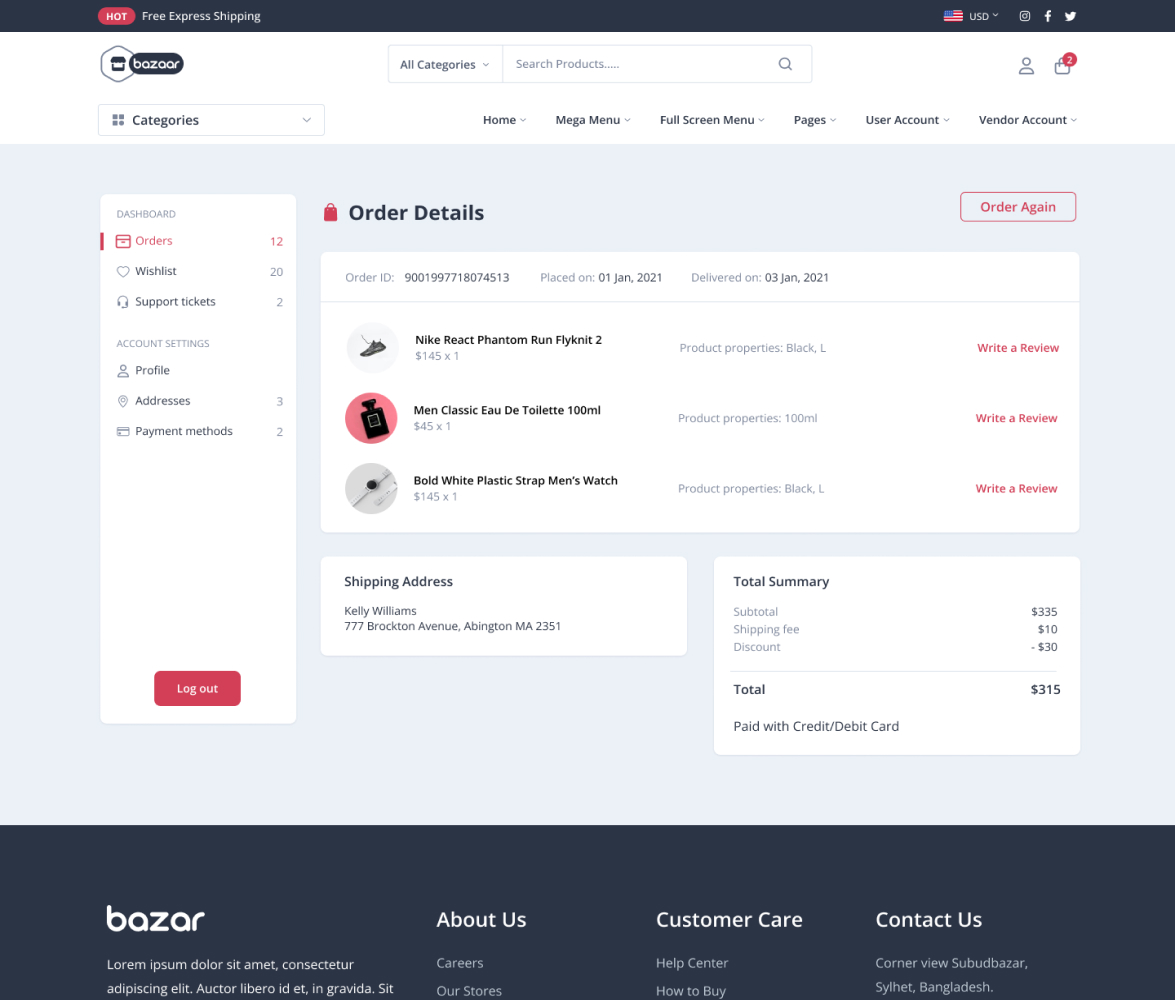 HOT Free Express Shipping USD
bazaar All Categories Search Products..... 2
Categories Home Mega Menu Full Screen Menu Pages User Account Vendor Account
DASHBOARD
Orders 12
Wishlist 20
Support tickets 2
ACCOUNT SETTINGS
Profile
Addresses 3
Payment methods 2
Log out
Order Details Order Again
Order ID: 9001997718074513 Placed on: 01 Jan, 2021 Delivered on: 03 Jan, 2021
Nike React Phantom Run Flyknit 2
$145 x 1
Product properties: Black, L
Write a Review
Men Classic Eau De Toilette 100ml
$45 x 1
Product properties: 100ml
Write a Review
Bold White Plastic Strap Men’s Watch
$145 x 1
Product properties: Black, L
Write a Review
Shipping Address
Kelly Williams
777 Brockton Avenue, Abington MA 2351
Total Summary
Subtotal $335
Shipping fee $10
Discount - $30
Total $315
Paid with Credit/Debit Card
bazar
Lorem ipsum dolor sit amet, consectetur
adipiscing elit. Auctor libero id et, in gravida. Sit
About Us
Careers
Our Stores
Customer Care
Help Center
How to Buy
Contact Us
Corner view Subudbazar,
Sylhet, Bangladesh.